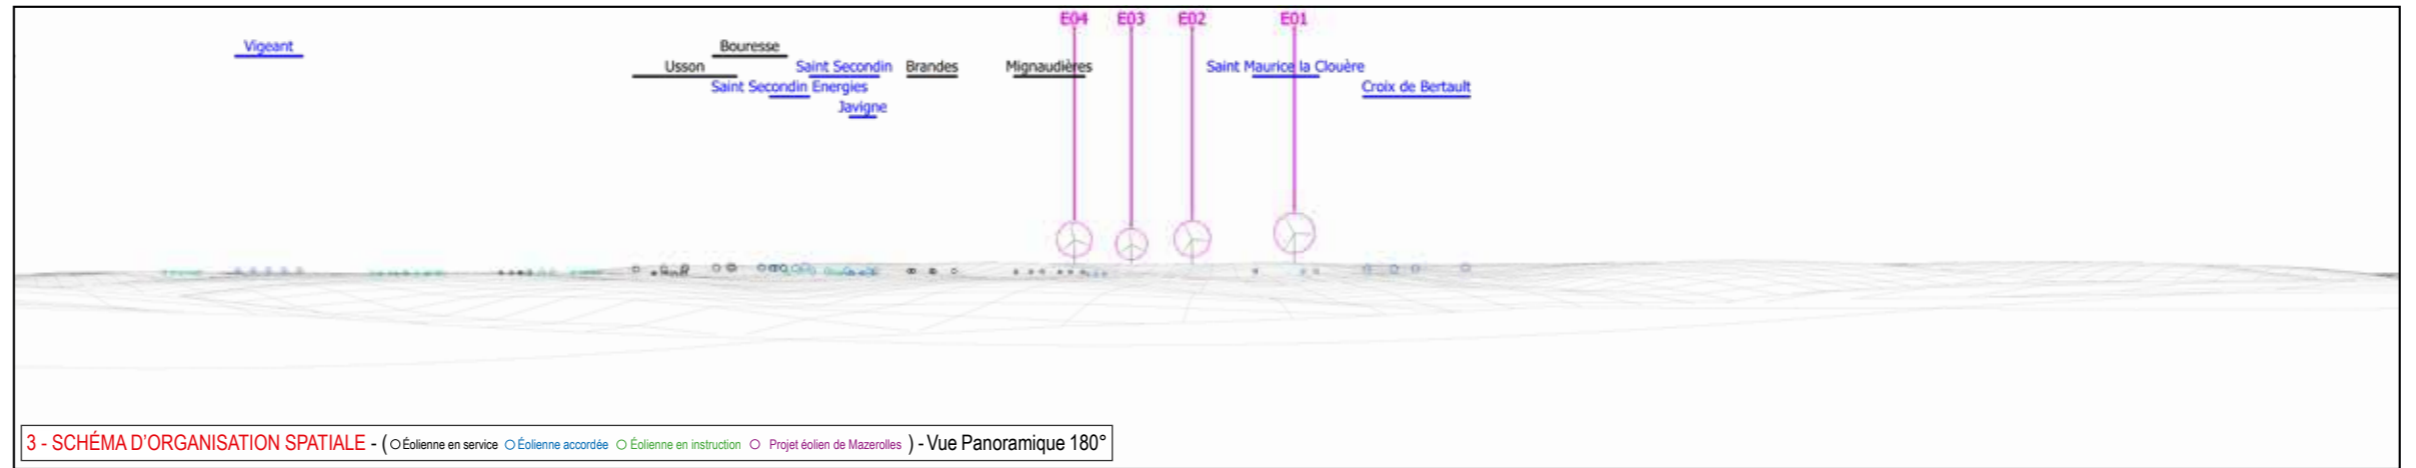 E04 E03 E02 E01
Vigeant Bouresse
Usson Saint Secondin Brandes Mignaudières Saint Maurice la Clouère
Saint Secondin Energies Croix de Bertault
Javigne
3 - SCHÉMA D'ORGANISATION SPATIALE - ( Éolienne en service Éolienne accordée Éolienne en instruction Projet éolien de Mazerolles ) - Vue Panoramique 180°